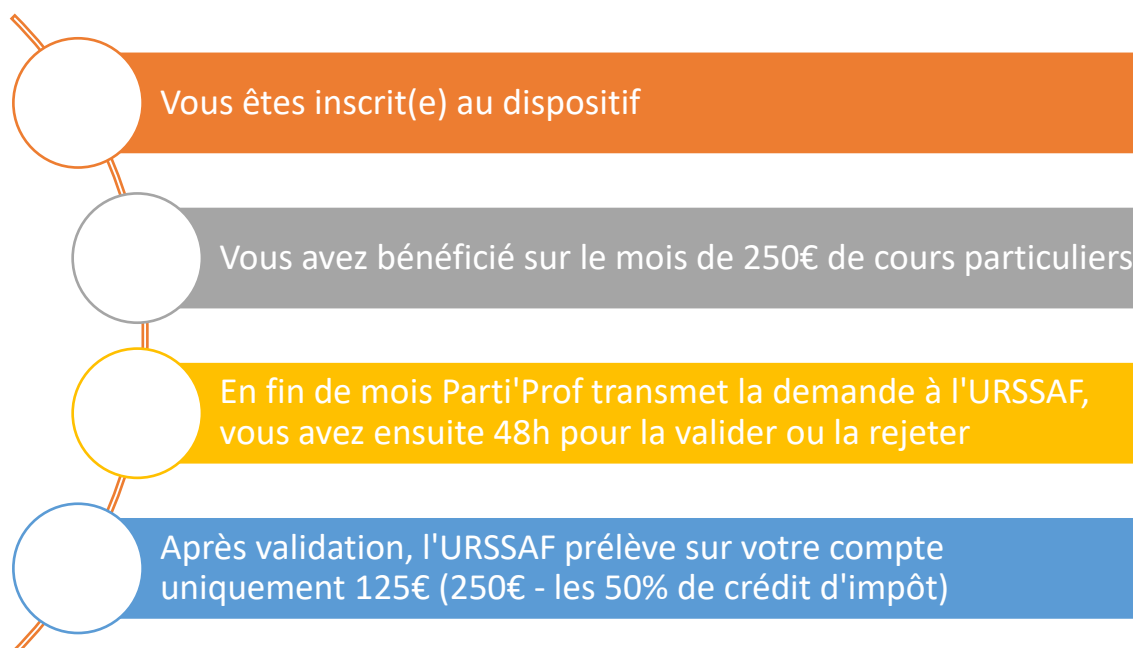 Vous êtes inscrit(e) au dispositif
Vous avez bénéficié sur le mois de 250€ de cours particuliers
En fin de mois Parti'Prof transmet la demande à l'URSSAF,
vous avez ensuite 48h pour la valider ou la rejeter
Après validation, l'URSSAF prélève sur votre compte
uniquement 125€ (250€ - les 50% de crédit d'impôt)